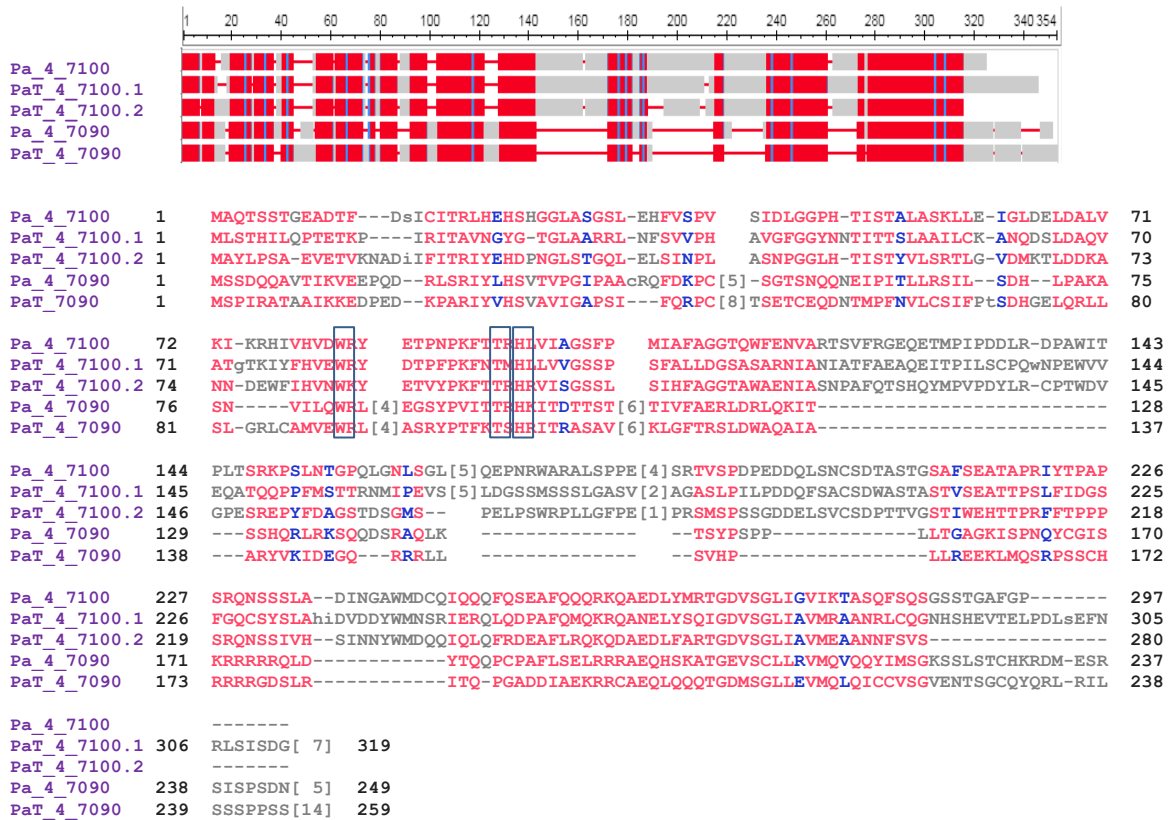 1 20 40 60 80 100 120 140 160 180 200 220 240 260 280 300 320 340 354
Pa_4_7100
PaT_4_7100.1
PaT_4_7100.2
Pa_4_7090
PaT_4_7090
Pa_4_7100 1 MAQTSSTGEADTF---DsICITRLHEHSHGGLASGSL-EHFVSPV SIDLGGPH-TISTALASKLLE-IGLDELDALV 71
PaT_4_7100.1 1 MLSTHILQPTETKP----IRITAVNGYG-TGLAARRL-NFSVVPH AVGFGGYNNTITTSLAAILCK-ANQDSLDAQV 70
PaT_4_7100.2 1 MAYLPSA-EVETVKNADiIFITRIYEHDPNGLSTGQL-ELSINPL ASNPGGLH-TISTYVLSRTLG-VDMKTLDDKA 73
Pa_4_7090 1 MSSDQQAVTIKVEEPQD--RLSRIYLHSVTVPGIPAAcRQFDKPC[5]-GSTSNQQNEIPITLLRSIL--SDH--LPAKA 75
PaT_7090 1 MSPIRATAAIKKEDPED--KPARIYVHSVAVIGAPSI---FQRPC[8]TSETCEQDNTMPFNVLCSIF-PtSDHGELQRLL 80
Pa_4_7100 72 KI-KRHIVHVDWRY ETPNPKFTTRHLVIAGSFP MIAFAGGTQWFENVARTSVFRGEQETMPIPDDLR-DPAWIT 143
PaT_4_7100.1 71 ATgTKIYFHVEWRY DTPFPKFNTNHLLVVGSSP SFALLDGSASARNIANIATFAEAQEITPILSCPQwNPEWVV 144
PaT_4_7100.2 74 NN-DEWFIHVNWKY ETVYPKFTTRHRVISGSSL SIHFAGGTAWAENIASNPAFQTSHQYMPVPDYLR-CPTWDV 145
Pa_4_7090 76 SN-----VILQWRL[4]EGSYPVITTRHKITDTTST[6]TIVFAERLDRLQKIT----------------------- 128
PaT_4_7090 81 SL-GRLCAMVEWRL[4]ASRYPTFKTSHRITRASAV[6]KLGFTRSLDWAQAIA----------------------- 137
Pa_4_7100 144 PLTSRKPSLNTGPQLGNLSGL[5]QEPNRWARALSPPE[4]SRTVSPDPEDDQLSNCSDTASTGSAFSEATAPRIYTPAP 226
PaT_4_7100.1 145 EQATQQPPFMSTTRNMIPEVS[5]LDGSSMSSSLGASV[2]AGASLPILPDDQFSACSDWASTASTVSEATTPSLFIDGS 225
PaT_4_7100.2 146 GPESREPYFDAGSTDSGMS-- PELPSWRPLLGFPE[1]PRSMSPSSGDDELSVCSDPTTVGSTIWEHTTPRFFTPPP 218
Pa_4_7090 129 ---SSHQRLRKSQQDSRAQLK ------------ --TSYPSPP-------LLTGAGKISPNQYCGIS 170
PaT_4_7090 138 ---ARYVKIDEGQ--RRRLL ------------ --SVHP----------LLREEKLMQSRPSSCH 172
Pa_4_7100 227 SRQNSSSLA--DINGAWMDCQIQQQFQSEAFQQQRKQAEDLYMRTGDVSGLIGVIKTASQFSQSGSSTGAFGP------- 297
PaT_4_7100.1 226 FGQCSYSLAhiDVDDYWMNSRIERQLQDPAFQMQKRQANELYSQIGDVSGLIAVMRAANRLCQGNHSHEVTELPDLsEFN 305
PaT_4_7100.2 219 SRQNSSIVH--SINNYWMDQQIQLQFRDEAFLRQKQDAEDLFARTGDVSGLIAVMEAANNFSVS---------------- 280
Pa_4_7090 171 KRRRRRQLD------------YTQQPCPAFLSELRRRAEQHSKATGEVSCLLRVMQVQQYIMSGKSSLSTCHKRDM-ESR 237
PaT_4_7090 173 RRRRGDSLR------------ITQ-PGADDIAEKRRCAEQLQQQTGDMSGLLEVMQLQICCVSGVENTSGCQYQRL-RIL 238
Pa_4_7100 -------
PaT_4_7100.1 306 RLSISDG[ 7] 319
PaT_4_7100.2 -------
Pa_4_7090 238 SISPSDN[ 5] 249
PaT_4_7090 239 SSSPPSS[14] 259